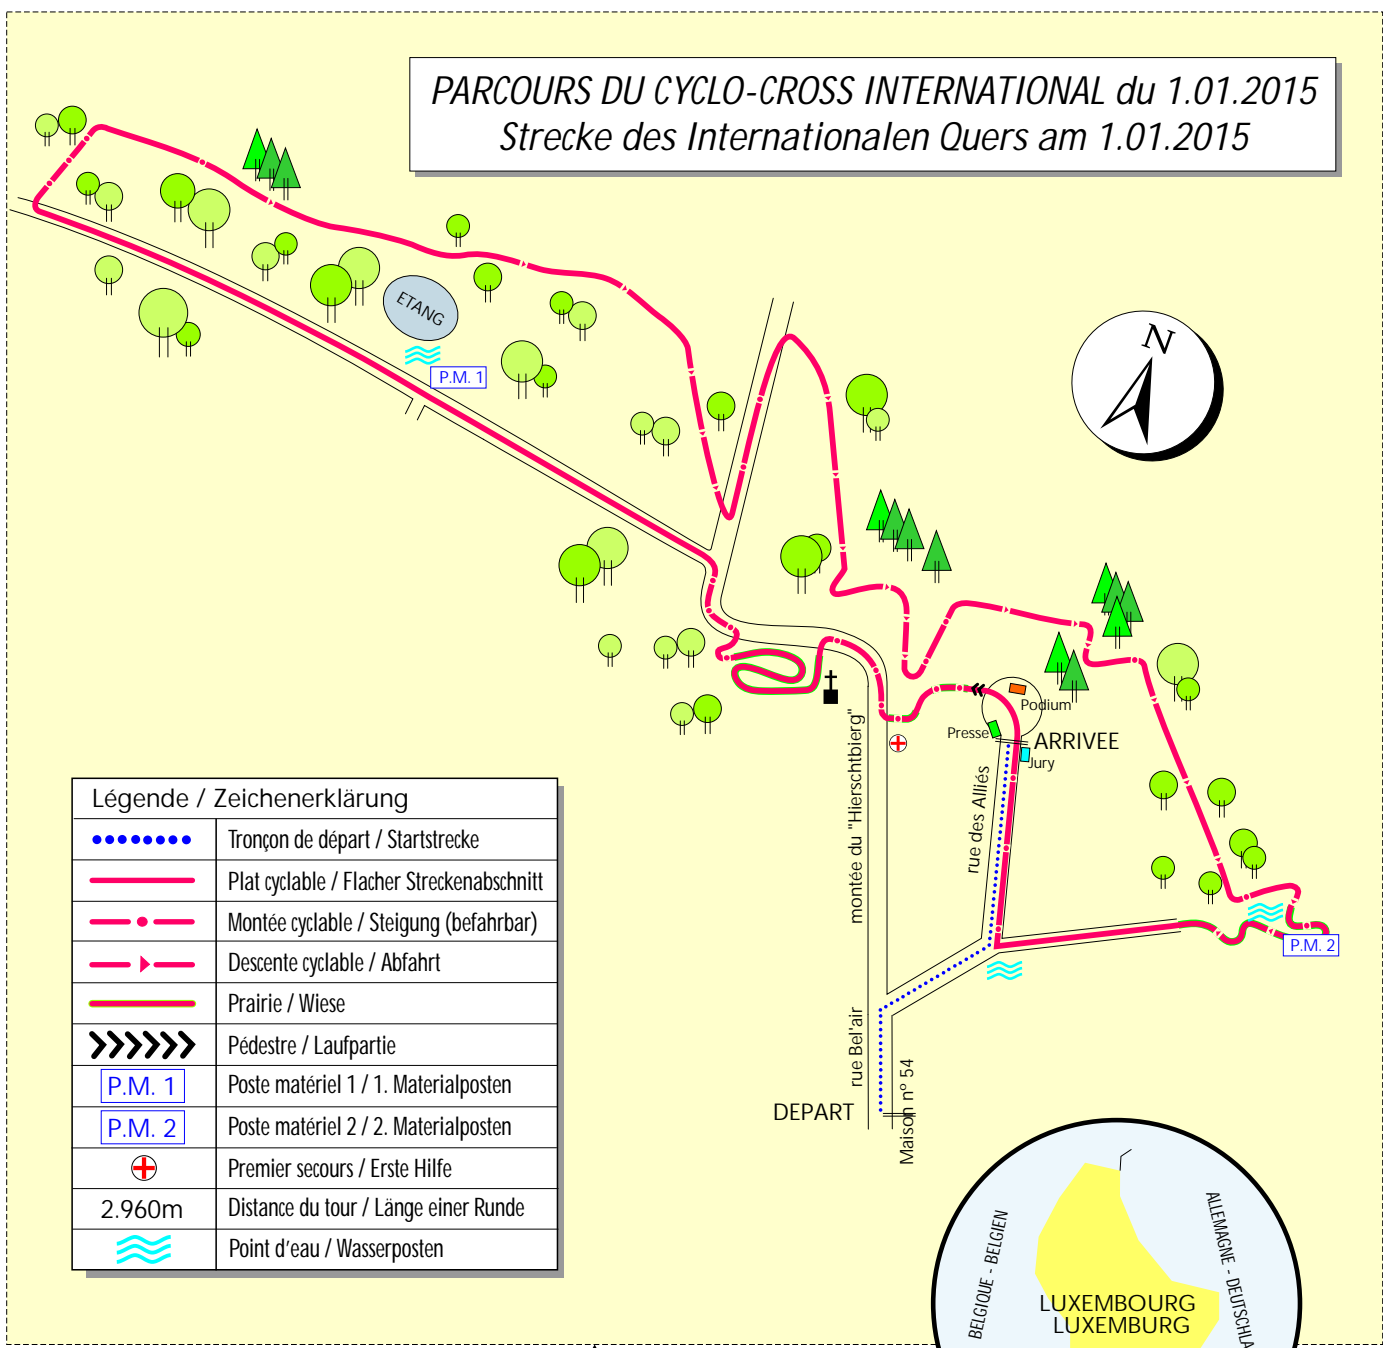 PARCOURS DU CYCLO-CROSS INTERNATIONAL du 1.01.2015
Strecke des Internationalen Quers am 1.01.2015
ETANG
P.M. 1
N
Podium
Presse
ARRIVEE
Jury
montée du "Hierschtbierg"
rue des Alliés
P.M. 2
rue Bel'air
DEPART
Maison n° 54
Légende / Zeichenerklärung
Tronçon de départ / Startstrecke
Plat cyclable / Flacher Streckenabschnitt
Montée cyclable / Steigung (befahrbar)
Descente cyclable / Abfahrt
Prairie / Wiese
Pédestre / Laufpartie
P.M. 1 Poste matériel 1 / 1. Materialposten
P.M. 2 Poste matériel 2 / 2. Materialposten
Premier secours / Erste Hilfe
2.960m Distance du tour / Länge einer Runde
Point d'eau / Wasserposten
BELGIQUE - BELGIEN
ALLEMAGNE - DEUTSCHLA
LUXEMBOURG
LUXEMBURG